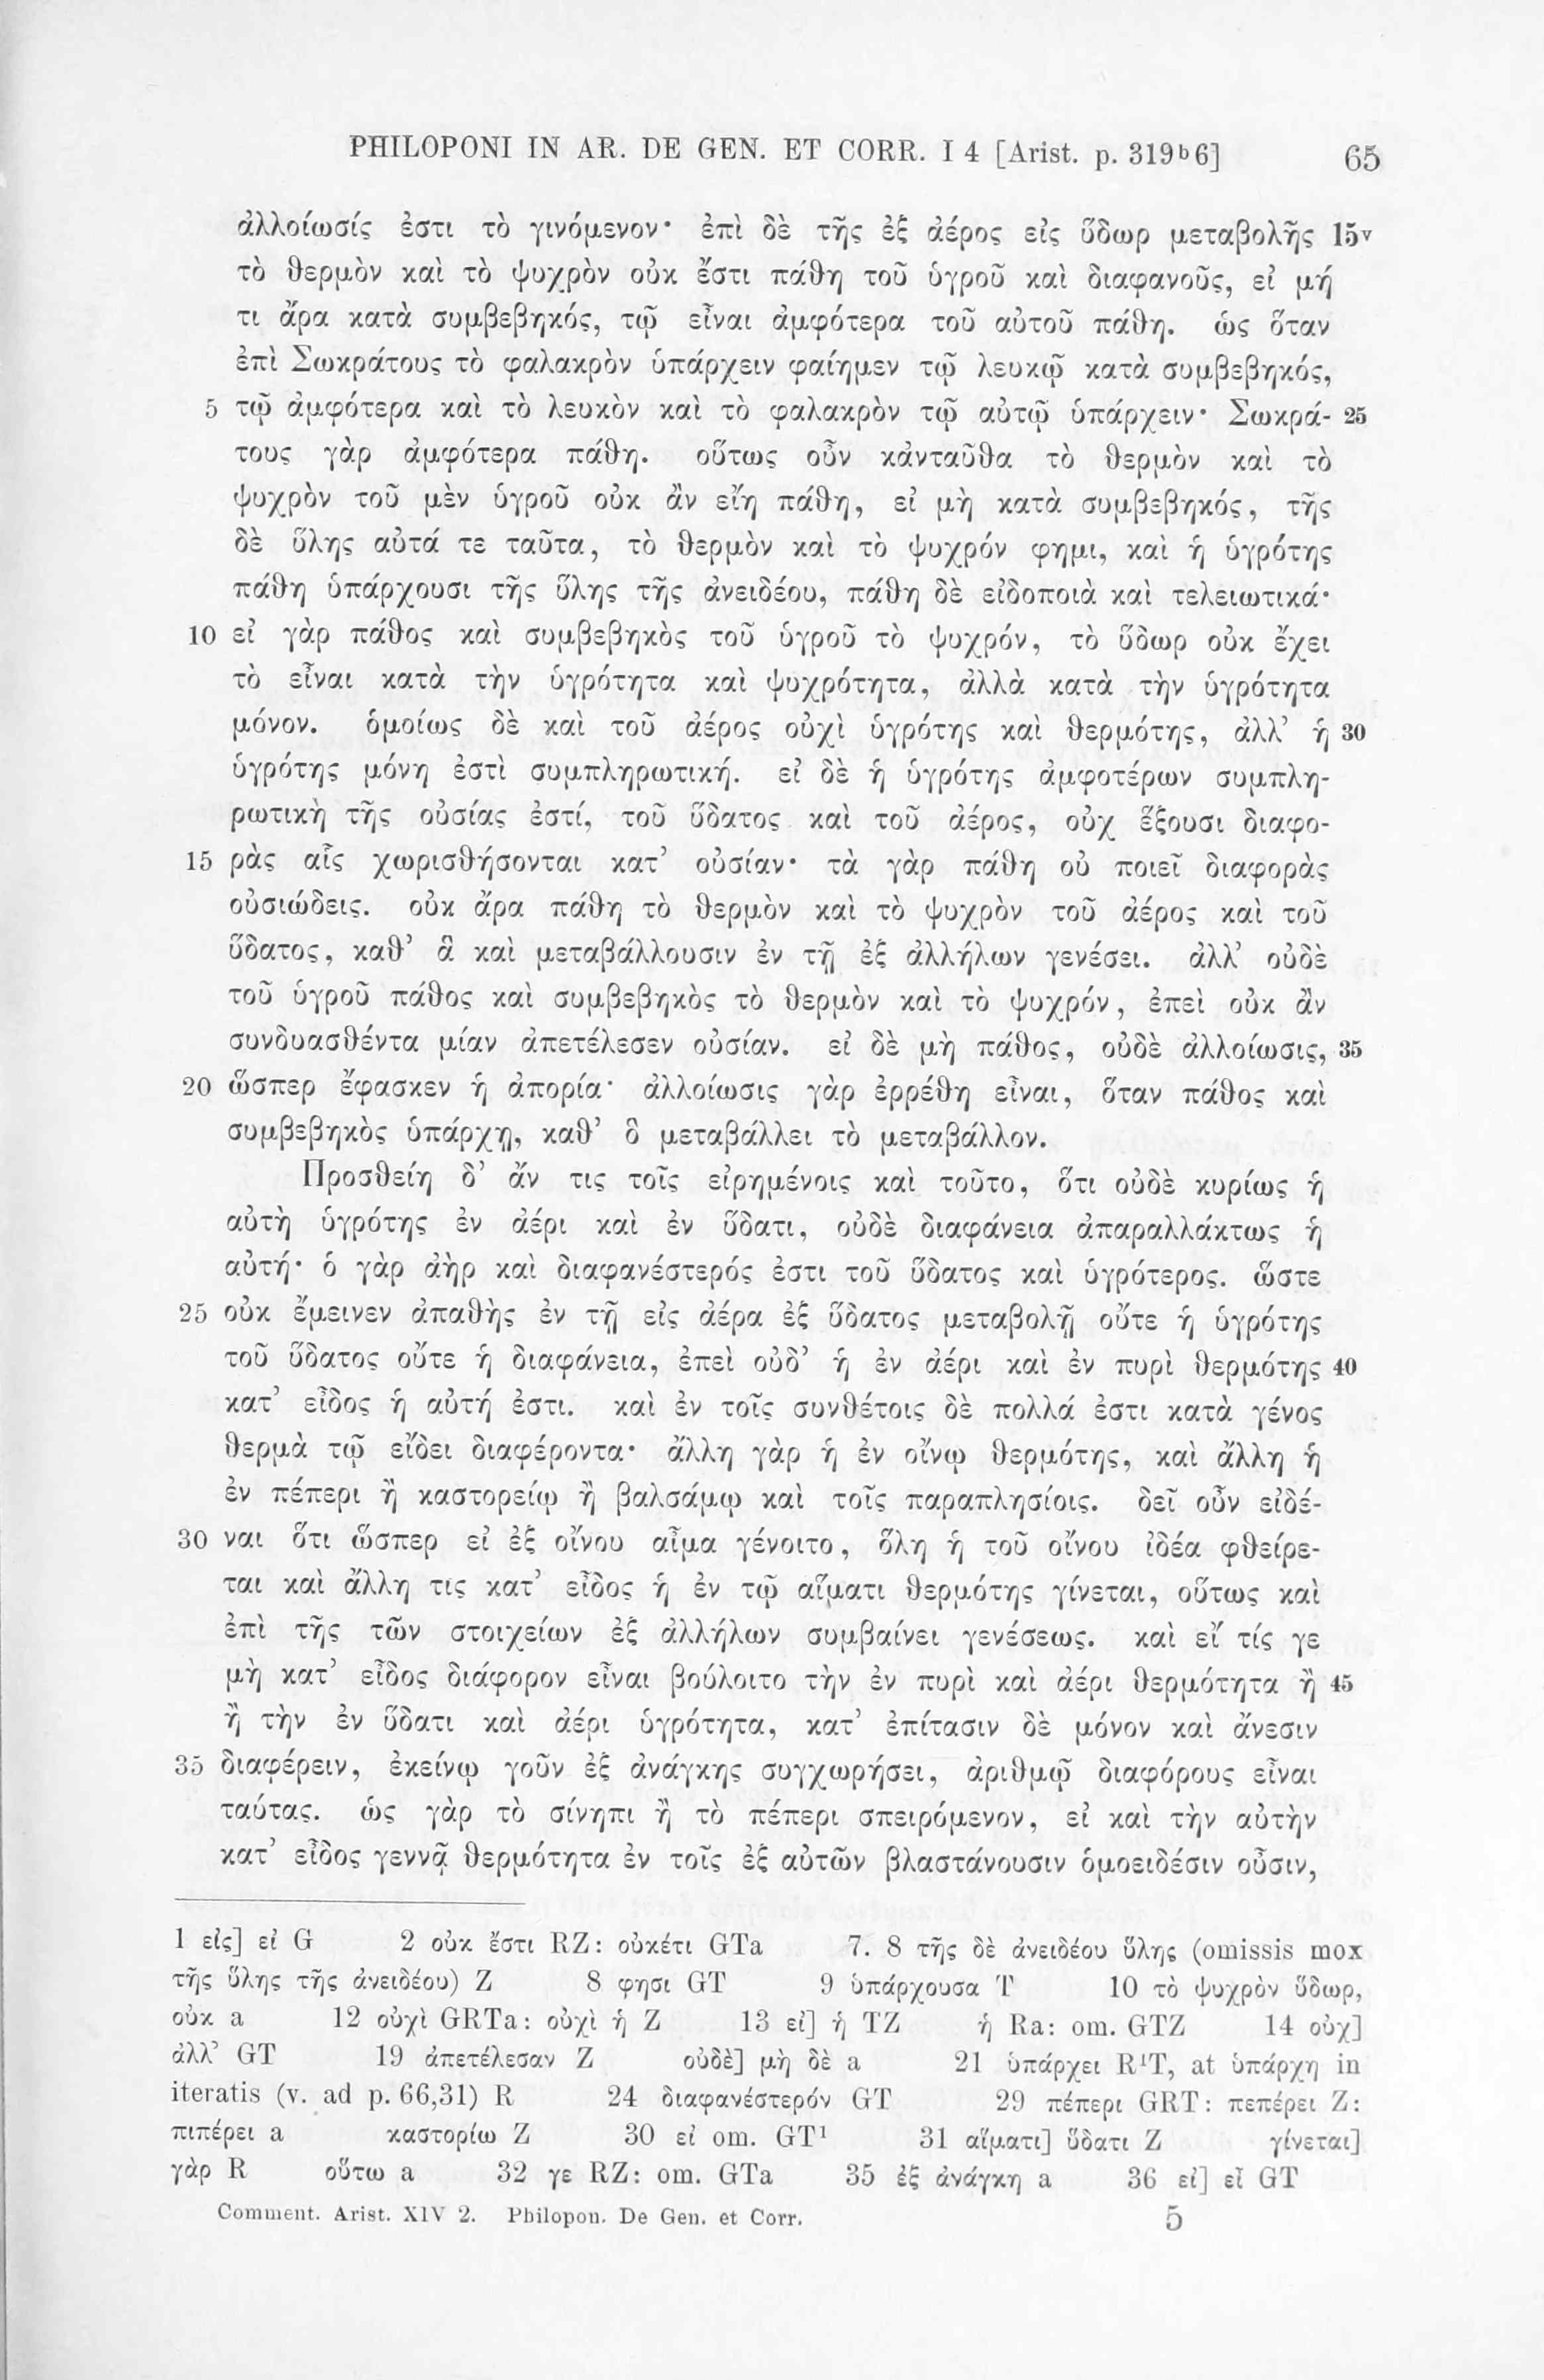 PHILOPONI IN AR. DE GEN. ET CORR. I 4 [Arist. p. 319ᵇ6] 65
ἀλλοίωσίς ἐστι τὸ γινόμενον· ἐπὶ δὲ τῆς ἐξ ἀέρος εἰς ὕδωρ μεταβολῆς 15ᵛ
τὸ θερμὸν καὶ τὸ ψυχρὸν οὐκ ἔστι πάθη τοῦ ὑγροῦ καὶ διαφανοῦς, εἰ μή
τι ἄρα κατὰ συμβεβηκός, τῷ εἶναι ἀμφότερα τοῦ αὐτοῦ πάθη. ὡς ὅταν
ἐπὶ Σωκράτους τὸ φαλακρὸν ὑπάρχειν φαίημεν τῷ λευκῷ κατὰ συμβεβηκός,
5 τῷ ἀμφότερα καὶ τὸ λευκὸν καὶ τὸ φαλακρὸν τῷ αὐτῷ ὑπάρχειν· Σωκρά- 25
τους γὰρ ἀμφότερα πάθη. οὕτως οὖν κἀνταῦθα τὸ θερμὸν καὶ τὸ
ψυχρὸν τοῦ μὲν ὑγροῦ οὐκ ἂν εἴη πάθη, εἰ μὴ κατὰ συμβεβηκός, τῆς
δὲ ὕλης αὐτά τε ταῦτα, τὸ θερμὸν καὶ τὸ ψυχρόν φημι, καὶ ἡ ὑγρότης
πάθη ὑπάρχουσι τῆς ὕλης τῆς ἀνειδέου, πάθη δὲ εἰδοποιὰ καὶ τελειωτικά·
10 εἰ γὰρ πάθος καὶ συμβεβηκὸς τοῦ ὑγροῦ τὸ ψυχρόν, τὸ ὕδωρ οὐκ ἔχει
τὸ εἶναι κατὰ τὴν ὑγρότητα καὶ ψυχρότητα, ἀλλὰ κατὰ τὴν ὑγρότητα
μόνον. ὁμοίως δὲ καὶ τοῦ ἀέρος οὐχὶ ὑγρότης καὶ θερμότης, ἀλλ’ ἡ 30
ὑγρότης μόνη ἐστὶ συμπληρωτική. εἰ δὲ ἡ ὑγρότης ἀμφοτέρων συμπλη-
ρωτικὴ τῆς οὐσίας ἐστί, τοῦ ὕδατος καὶ τοῦ ἀέρος, οὐχ ἕξουσι διαφο-
15 ρὰς αἷς χωρισθήσονται κατ’ οὐσίαν· τὰ γὰρ πάθη οὐ ποιεῖ διαφορὰς
οὐσιώδεις. οὐκ ἄρα πάθη τὸ θερμὸν καὶ τὸ ψυχρὸν τοῦ ἀέρος καὶ τοῦ
ὕδατος, καθ’ ἃ καὶ μεταβάλλουσιν ἐν τῇ ἐξ ἀλλήλων γενέσει. ἀλλ’ οὐδὲ
τοῦ ὑγροῦ πάθος καὶ συμβεβηκὸς τὸ θερμὸν καὶ τὸ ψυχρόν, ἐπεὶ οὐκ ἂν
συνδυασθέντα μίαν ἀπετέλεσεν οὐσίαν. εἰ δὲ μὴ πάθος, οὐδὲ ἀλλοίωσις, 35
20 ὥσπερ ἔφασκεν ἡ ἀπορία· ἀλλοίωσις γὰρ ἐρρέθη εἶναι, ὅταν πάθος καὶ
συμβεβηκὸς ὑπάρχῃ, καθ’ ὃ μεταβάλλει τὸ μεταβάλλον.
Προσθείη δ’ ἄν τις τοῖς εἰρημένοις καὶ τοῦτο, ὅτι οὐδὲ κυρίως ἡ
αὐτὴ ὑγρότης ἐν ἀέρι καὶ ἐν ὕδατι, οὐδὲ διαφάνεια ἀπαραλλάκτως ἡ
αὐτή· ὁ γὰρ ἀὴρ καὶ διαφανέστερός ἐστι τοῦ ὕδατος καὶ ὑγρότερος. ὥστε
25 οὐκ ἔμεινεν ἀπαθὴς ἐν τῇ εἰς ἀέρα ἐξ ὕδατος μεταβολῇ οὔτε ἡ ὑγρότης
τοῦ ὕδατος οὔτε ἡ διαφάνεια, ἐπεὶ οὐδ’ ἡ ἐν ἀέρι καὶ ἐν πυρὶ θερμότης 40
κατ’ εἶδος ἡ αὐτή ἐστι. καὶ ἐν τοῖς συνθέτοις δὲ πολλά ἐστι κατὰ γένος
θερμὰ τῷ εἴδει διαφέροντα· ἄλλη γὰρ ἡ ἐν οἴνῳ θερμότης, καὶ ἄλλη ἡ
ἐν πέπερι ἢ καστορείῳ ἢ βαλσάμῳ καὶ τοῖς παραπλησίοις. δεῖ οὖν εἰδέ-
30 ναι ὅτι ὥσπερ εἰ ἐξ οἴνου αἷμα γένοιτο, ὅλη ἡ τοῦ οἴνου ἰδέα φθείρε-
ται καὶ ἄλλη τις κατ’ εἶδος ἡ ἐν τῷ αἵματι θερμότης γίνεται, οὕτως καὶ
ἐπὶ τῆς τῶν στοιχείων ἐξ ἀλλήλων συμβαίνει γενέσεως. καὶ εἴ τίς γε
μὴ κατ’ εἶδος διάφορον εἶναι βούλοιτο τὴν ἐν πυρὶ καὶ ἀέρι θερμότητα ἢ 45
ἢ τὴν ἐν ὕδατι καὶ ἀέρι ὑγρότητα, κατ’ ἐπίτασιν δὲ μόνον καὶ ἄνεσιν
35 διαφέρειν, ἐκείνῳ γοῦν ἐξ ἀνάγκης συγχωρήσει, ἀριθμῷ διαφόρους εἶναι
ταύτας. ὡς γὰρ τὸ σίνηπι ἢ τὸ πέπερι σπειρόμενον, εἰ καὶ τὴν αὐτὴν
κατ’ εἶδος γεννᾷ θερμότητα ἐν τοῖς ἐξ αὐτῶν βλαστάνουσιν ὁμοειδέσιν οὖσιν,
1 εἰς] εἰ G 2 οὐκ ἔστι RZ: οὐκέτι GTa 7. 8 τῆς δὲ ἀνειδέου ὕλης (omissis mox
τῆς ὕλης τῆς ἀνειδέου) Z 8 φησι GT 9 ὑπάρχουσα T 10 τὸ ψυχρὸν ὕδωρ,
οὐκ a 12 οὐχὶ GRTa: οὐχὶ ἡ Z 13 εἰ] ἡ TZ ἡ Ra: om. GTZ 14 οὐχ]
ἀλλ’ GT 19 ἀπετέλεσαν Z οὐδὲ] μὴ δὲ a 21 ὑπάρχει R¹T, at ὑπάρχη in
iteratis (v. ad p. 66,31) R 24 διαφανέστερόν GT 29 πέπερι GRT: πεπέρει Z:
πιπέρει a καστορίω Z 30 εἰ om. GT¹ 31 αἵματι] ὕδατι Z γίνεται]
γὰρ R οὕτω a 32 γε RZ: om. GTa 35 ἐξ ἀνάγκη a 36 εἰ] εἴ GT
Comment. Arist. XIV 2. Philopon. De Gen. et Corr. 5